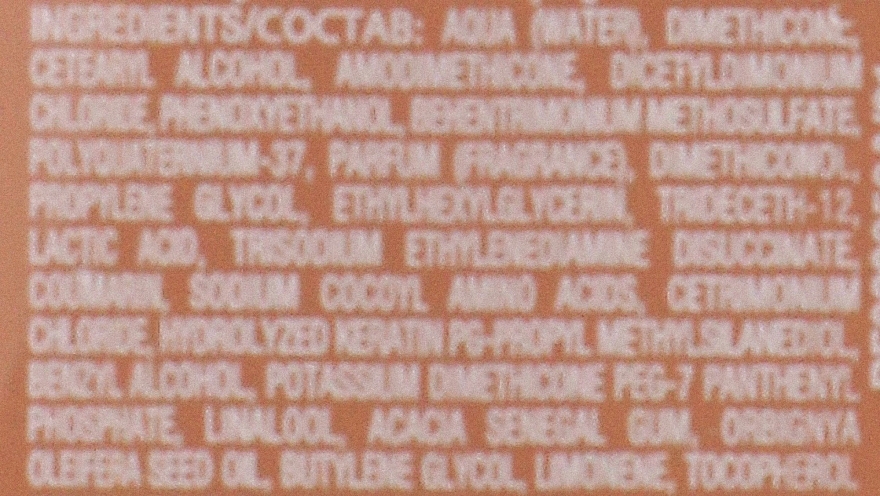 INGREDIENTS/СОСТАВ: AQUA (WATER), DIMETHICONE,
CETEARYL ALCOHOL, AMODIMETHICONE, DICETYLDIMONIUM
CHLORIDE, PHENOXYETHANOL, BEHENTRIMONIUM METHOSULFATE,
POLYQUATERNIUM-37, PARFUM (FRAGRANCE), DIMETHICONOL,
PROPYLENE GLYCOL, ETHYLHEXYLGLYCERIN, TRIDECETH-12,
LACTIC ACID, TRISODIUM ETHYLENEDIAMINE DISUCCINATE,
COUMARIN, SODIUM COCOYL AMINO ACIDS, CETRIMONIUM
CHLORIDE, HYDROLYZED KERATIN PG-PROPYL METHYLSILANEDIOL,
BENZYL ALCOHOL, POTASSIUM DIMETHICONE PEG-7 PANTHENYL
PHOSPHATE, LINALOOL, ACACIA SENEGAL GUM, ORBIGNYA
OLEIFERA SEED OIL, BUTYLENE GLYCOL, LIMONENE, TOCOPHEROL